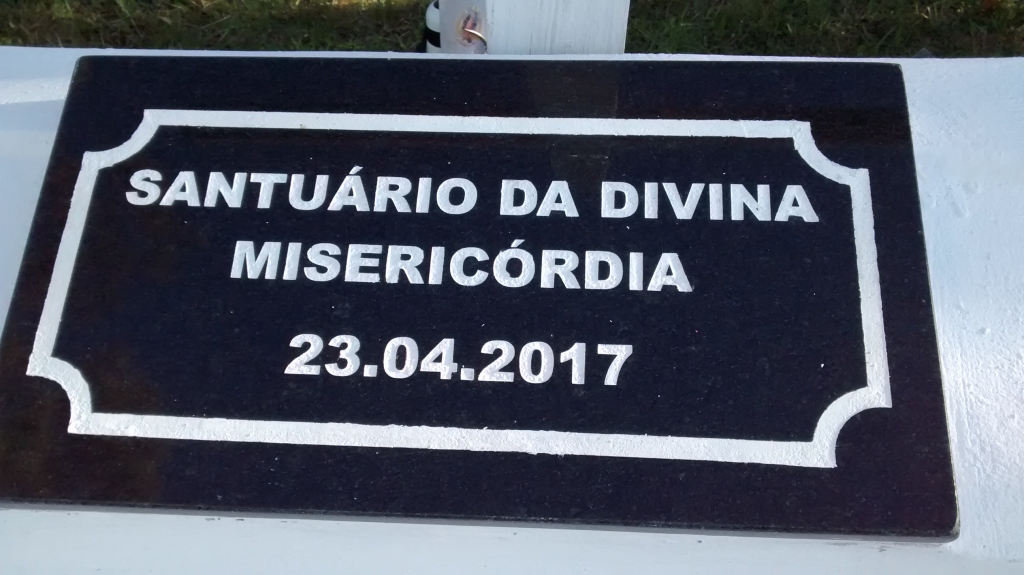 SANTUÁRIO DA DIVINA
MISERICÓRDIA
23.04.2017